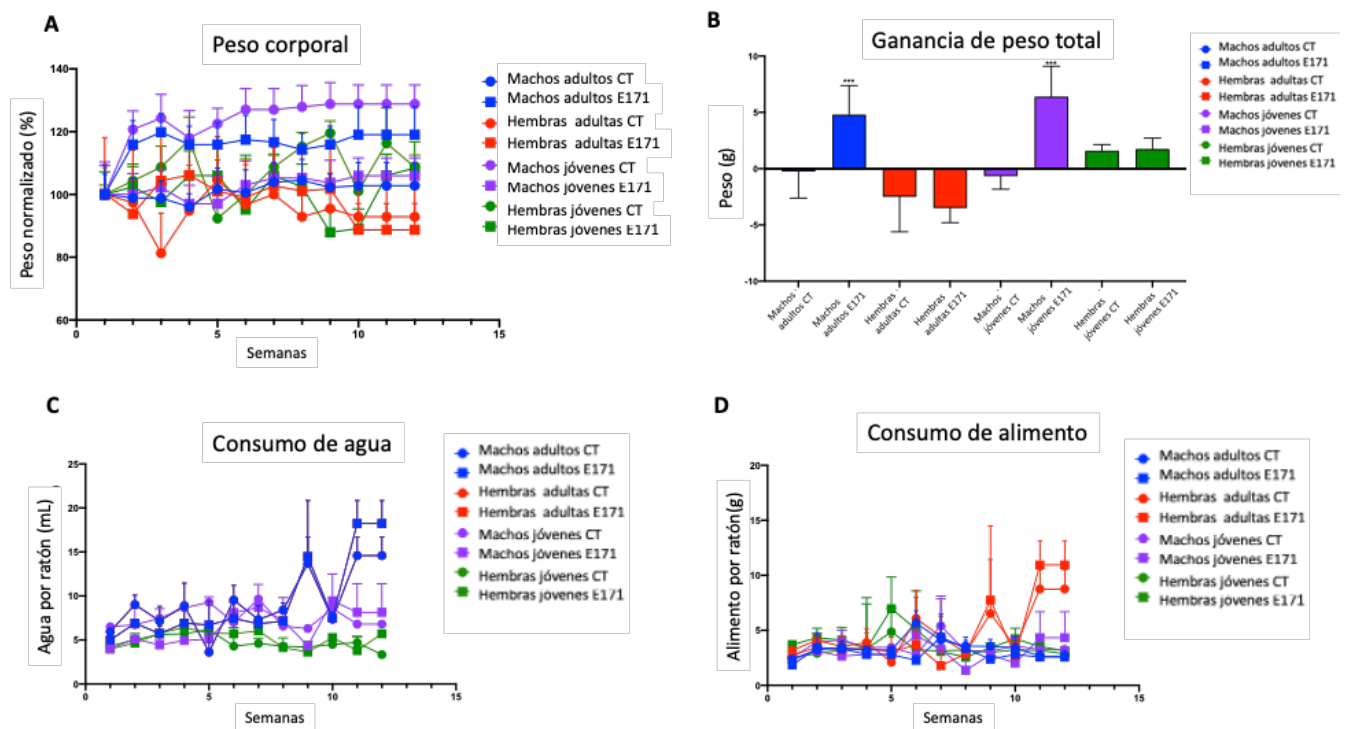 A
Peso corporal
Peso normalizado (%)
140
120
100
80
60
0
5
10
15
Semanas
Machos adultos CT
Machos adultos E171
Hembras adultas CT
Hembras adultas E171
Machos jóvenes CT
Machos jóvenes E171
Hembras jóvenes CT
Hembras jóvenes E171
B
Ganancia de peso total
Peso (g)
10
5
0
-5
-10
***
***
Machos
adultos CT
Machos
adultos E171
Hembras
adultas CT
Hembras
adultas E171
Machos
jóvenes CT
Machos
jóvenes E171
Hembras
jóvenes CT
Hembras
jóvenes E171
Machos adultos CT
Machos adultos E171
Hembras adultas CT
Hembras adultas E171
Machos jóvenes CT
Machos jóvenes E171
Hembras jóvenes CT
Hembras jóvenes E171
C
Consumo de agua
Agua por ratón (mL)
25
20
15
10
5
0
0
5
10
15
Semanas
Machos adultos CT
Machos adultos E171
Hembras adultas CT
Hembras adultas E171
Machos jóvenes CT
Machos jóvenes E171
Hembras jóvenes CT
Hembras jóvenes E171
D
Consumo de alimento
Alimento por ratón(g)
20
15
10
5
0
0
5
10
15
Semanas
Machos adultos CT
Machos adultos E171
Hembras adultas CT
Hembras adultas E171
Machos jóvenes CT
Machos jóvenes E171
Hembras jóvenes CT
Hembras jóvenes E171